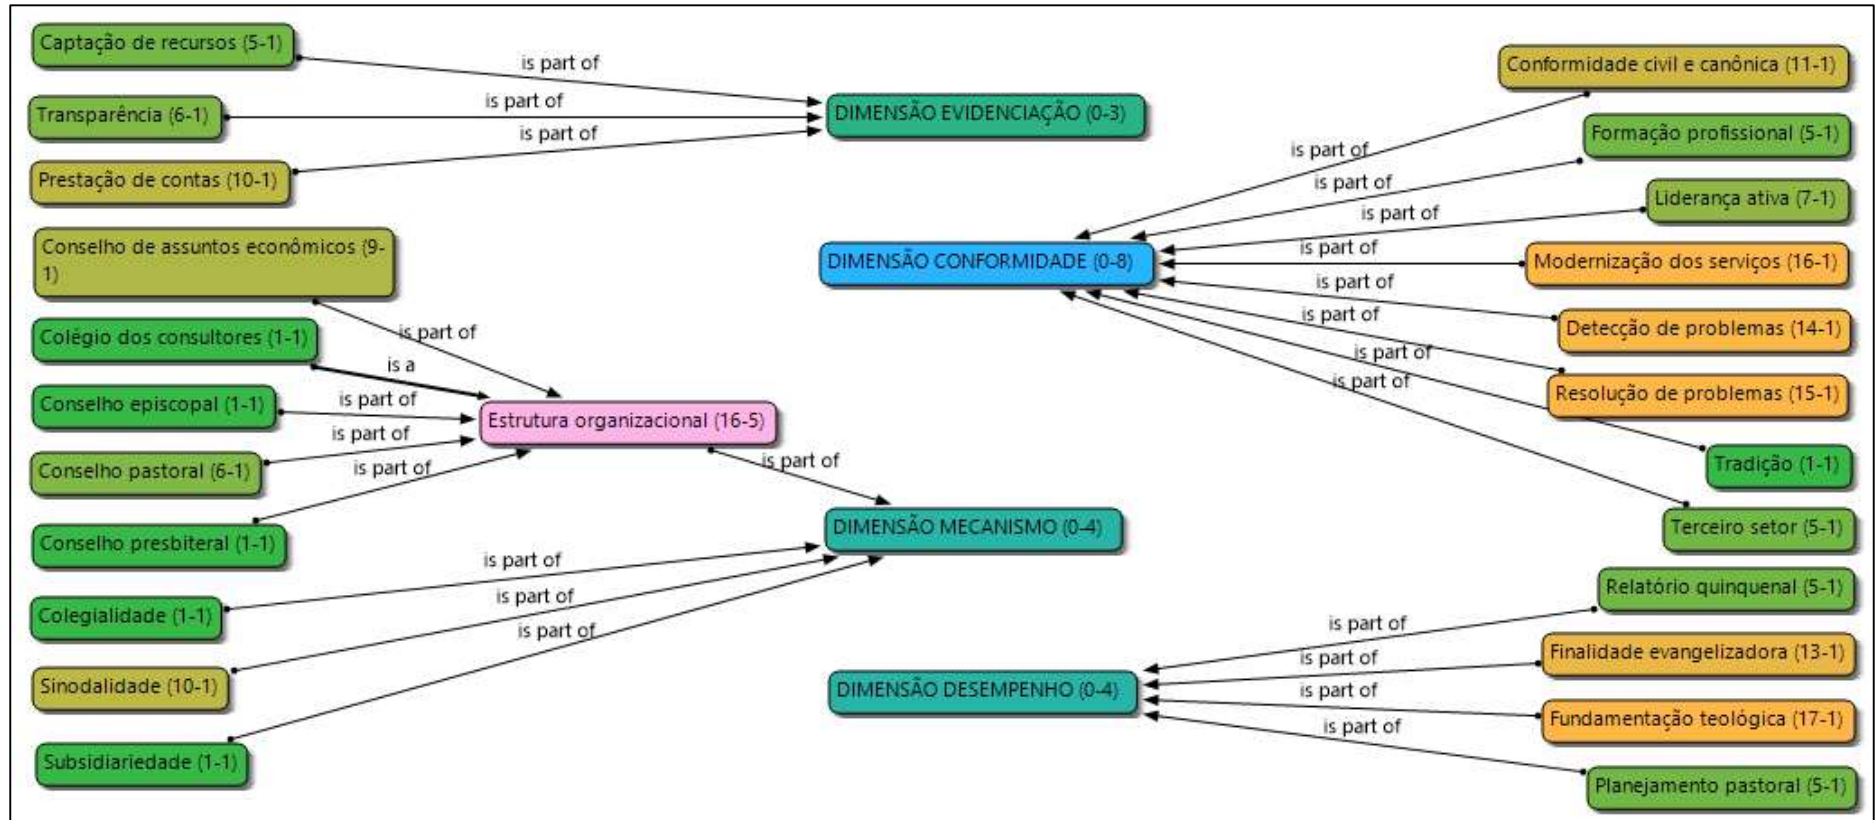 Captação de recursos (5-1)
is part of
Transparência (6-1)
is part of
Prestação de contas (10-1)
is part of
DIMENSÃO EVIDENCIAÇÃO (0-3)
Conselho de assuntos econômicos (9-
1)
is part of
Colégio dos consultores (1-1)
is a
Conselho episcopal (1-1)
is part of
Conselho pastoral (6-1)
is part of
Conselho presbiteral (1-1)
is part of
Estrutura organizacional (16-5)
is part of
Colegialidade (1-1)
is part of
Sinodalidade (10-1)
is part of
Subsidiariedade (1-1)
is part of
DIMENSÃO MECANISMO (0-4)
Conformidade civil e canônica (11-1)
is part of
Formação profissional (5-1)
is part of
Liderança ativa (7-1)
is part of
DIMENSÃO CONFORMIDADE (0-8)
Modernização dos serviços (16-1)
is part of
Detecção de problemas (14-1)
is part of
Resolução de problemas (15-1)
is part of
Tradição (1-1)
is part of
Terceiro setor (5-1)
is part of
Relatório quinquenal (5-1)
is part of
Finalidade evangelizadora (13-1)
is part of
DIMENSÃO DESEMPENHO (0-4)
Fundamentação teológica (17-1)
is part of
Planejamento pastoral (5-1)
is part of